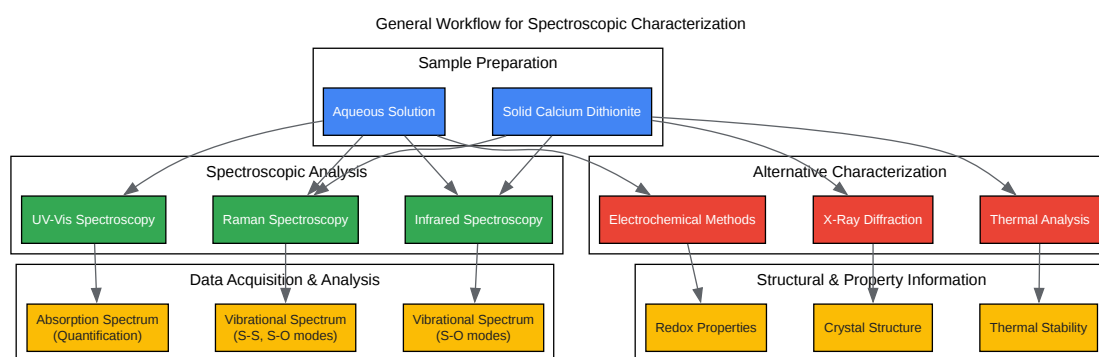 General Workflow for Spectroscopic Characterization
Sample Preparation
Aqueous Solution
Solid Calcium Dithionite
Spectroscopic Analysis
Alternative Characterization
UV-Vis Spectroscopy
Raman Spectroscopy
Infrared Spectroscopy
Electrochemical Methods
X-Ray Diffraction
Thermal Analysis
Data Acquisition & Analysis
Structural & Property Information
Absorption Spectrum
(Quantification)
Vibrational Spectrum
(S-S, S-O modes)
Vibrational Spectrum
(S-O modes)
Redox Properties
Crystal Structure
Thermal Stability